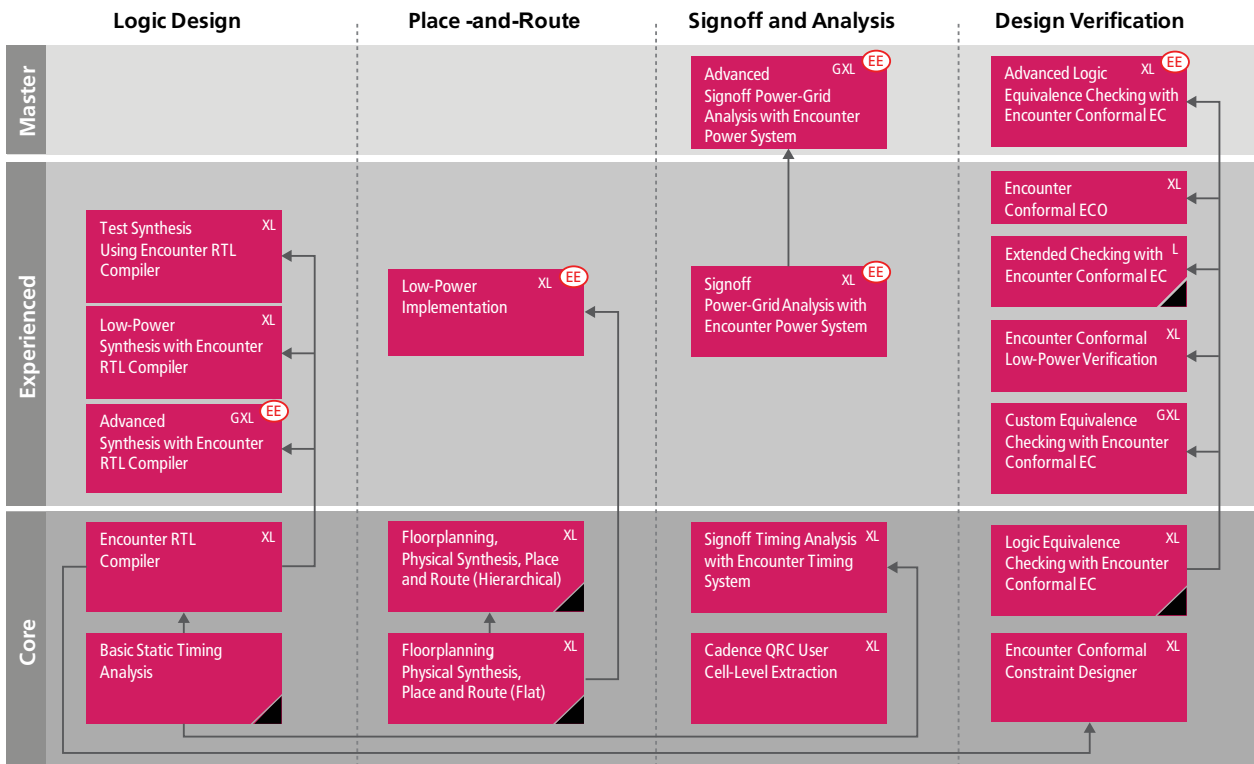 Logic Design
Place -and-Route
Signoff and Analysis
Design Verification
Master
Advanced GXL EE
Signoff Power-Grid
Analysis with Encounter
Power System
Advanced Logic XL EE
Equivalence Checking with
Encounter Conformal EC
Experienced
Test Synthesis XL
Using Encounter RTL
Compiler
Low-Power XL
Synthesis with Encounter
RTL Compiler
Advanced GXL EE
Synthesis with Encounter
RTL Compiler
Low-Power XL EE
Implementation
Signoff XL EE
Power-Grid Analysis with
Encounter Power System
Encounter XL
Conformal ECO
Extended Checking with L
Encounter Conformal EC
Encounter Conformal XL
Low-Power Verification
Custom Equivalence GXL
Checking with Encounter
Conformal EC
Core
Encounter RTL XL
Compiler
Basic Static Timing
Analysis
Floorplanning, XL
Physical Synthesis, Place
and Route (Hierarchical)
Floorplanning XL
Physical Synthesis,
Place and Route (Flat)
Signoff Timing Analysis XL
with Encounter Timing
System
Cadence QRC User XL
Cell-Level Extraction
Logic Equivalence XL
Checking with Encounter
Conformal EC
Encounter Conformal XL
Constraint Designer